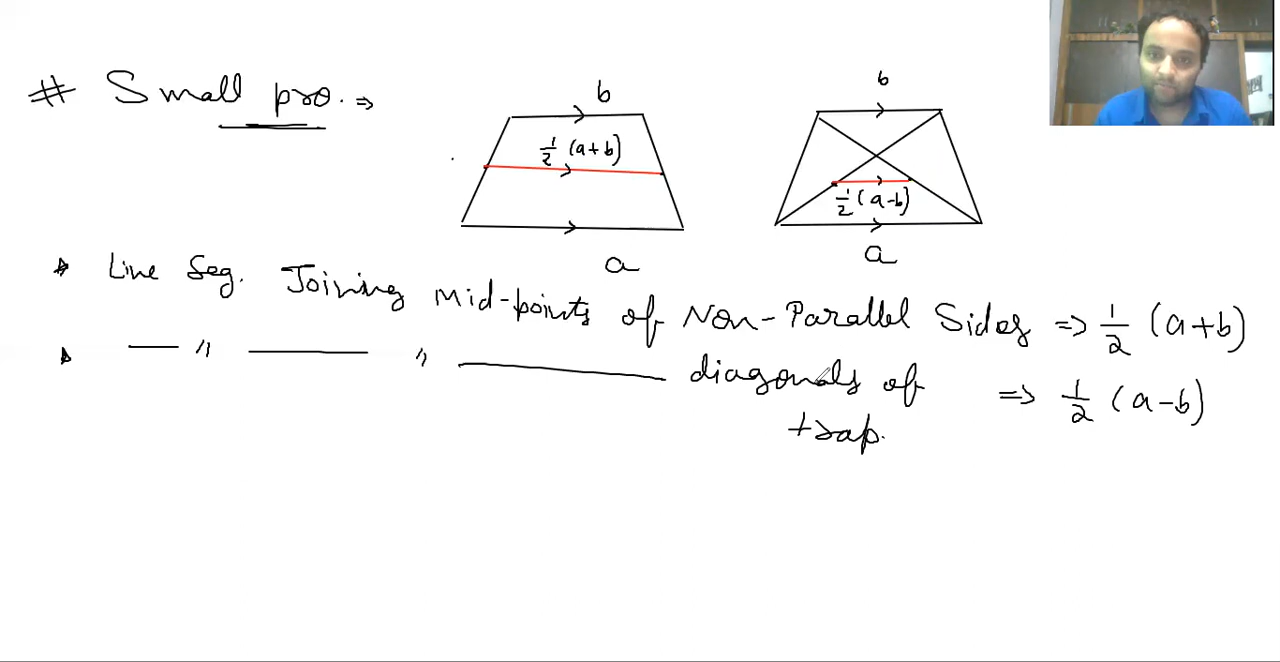 # Small pro. ⇒
b
b
½ (a+b)
½ (a-b)
a
a
Line Seg. Joining Mid-points of Non-Parallel Sides ⇒ ½ (a+b)
— " — " — diagonals of trap. ⇒ ½ (a-b)